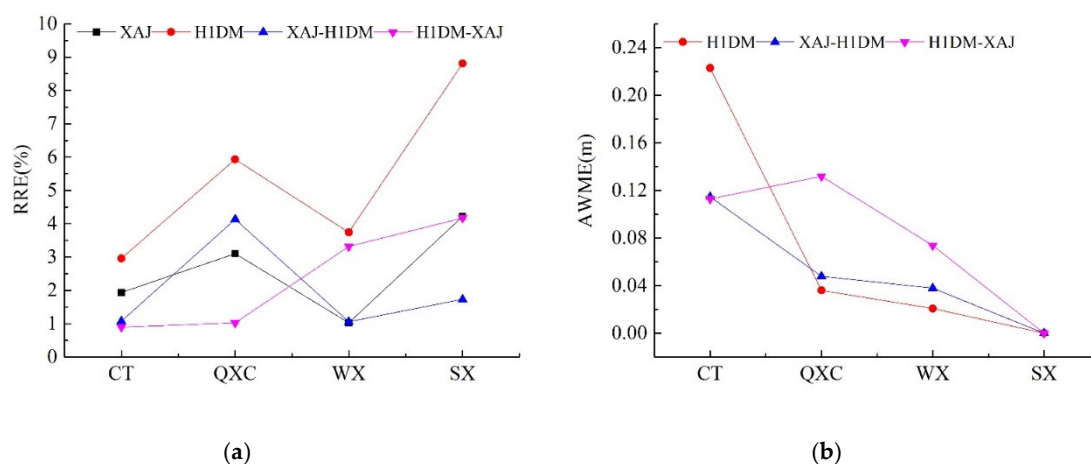 XAJ H1DM XAJ-H1DM H1DM-XAJ
RRE(%)
10
9
8
7
6
5
4
3
2
1
0
CT QXC WX SX
(a)
H1DM XAJ-H1DM H1DM-XAJ
AWME(m)
0.24
0.20
0.16
0.12
0.08
0.04
0.00
CT QXC WX SX
(b)